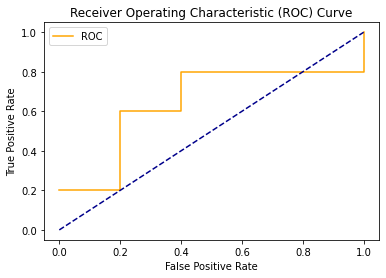 Receiver Operating Characteristic (ROC) Curve
ROC
True Positive Rate
1.0
0.8
0.6
0.4
0.2
0.0
0.0 0.2 0.4 0.6 0.8 1.0
False Positive Rate